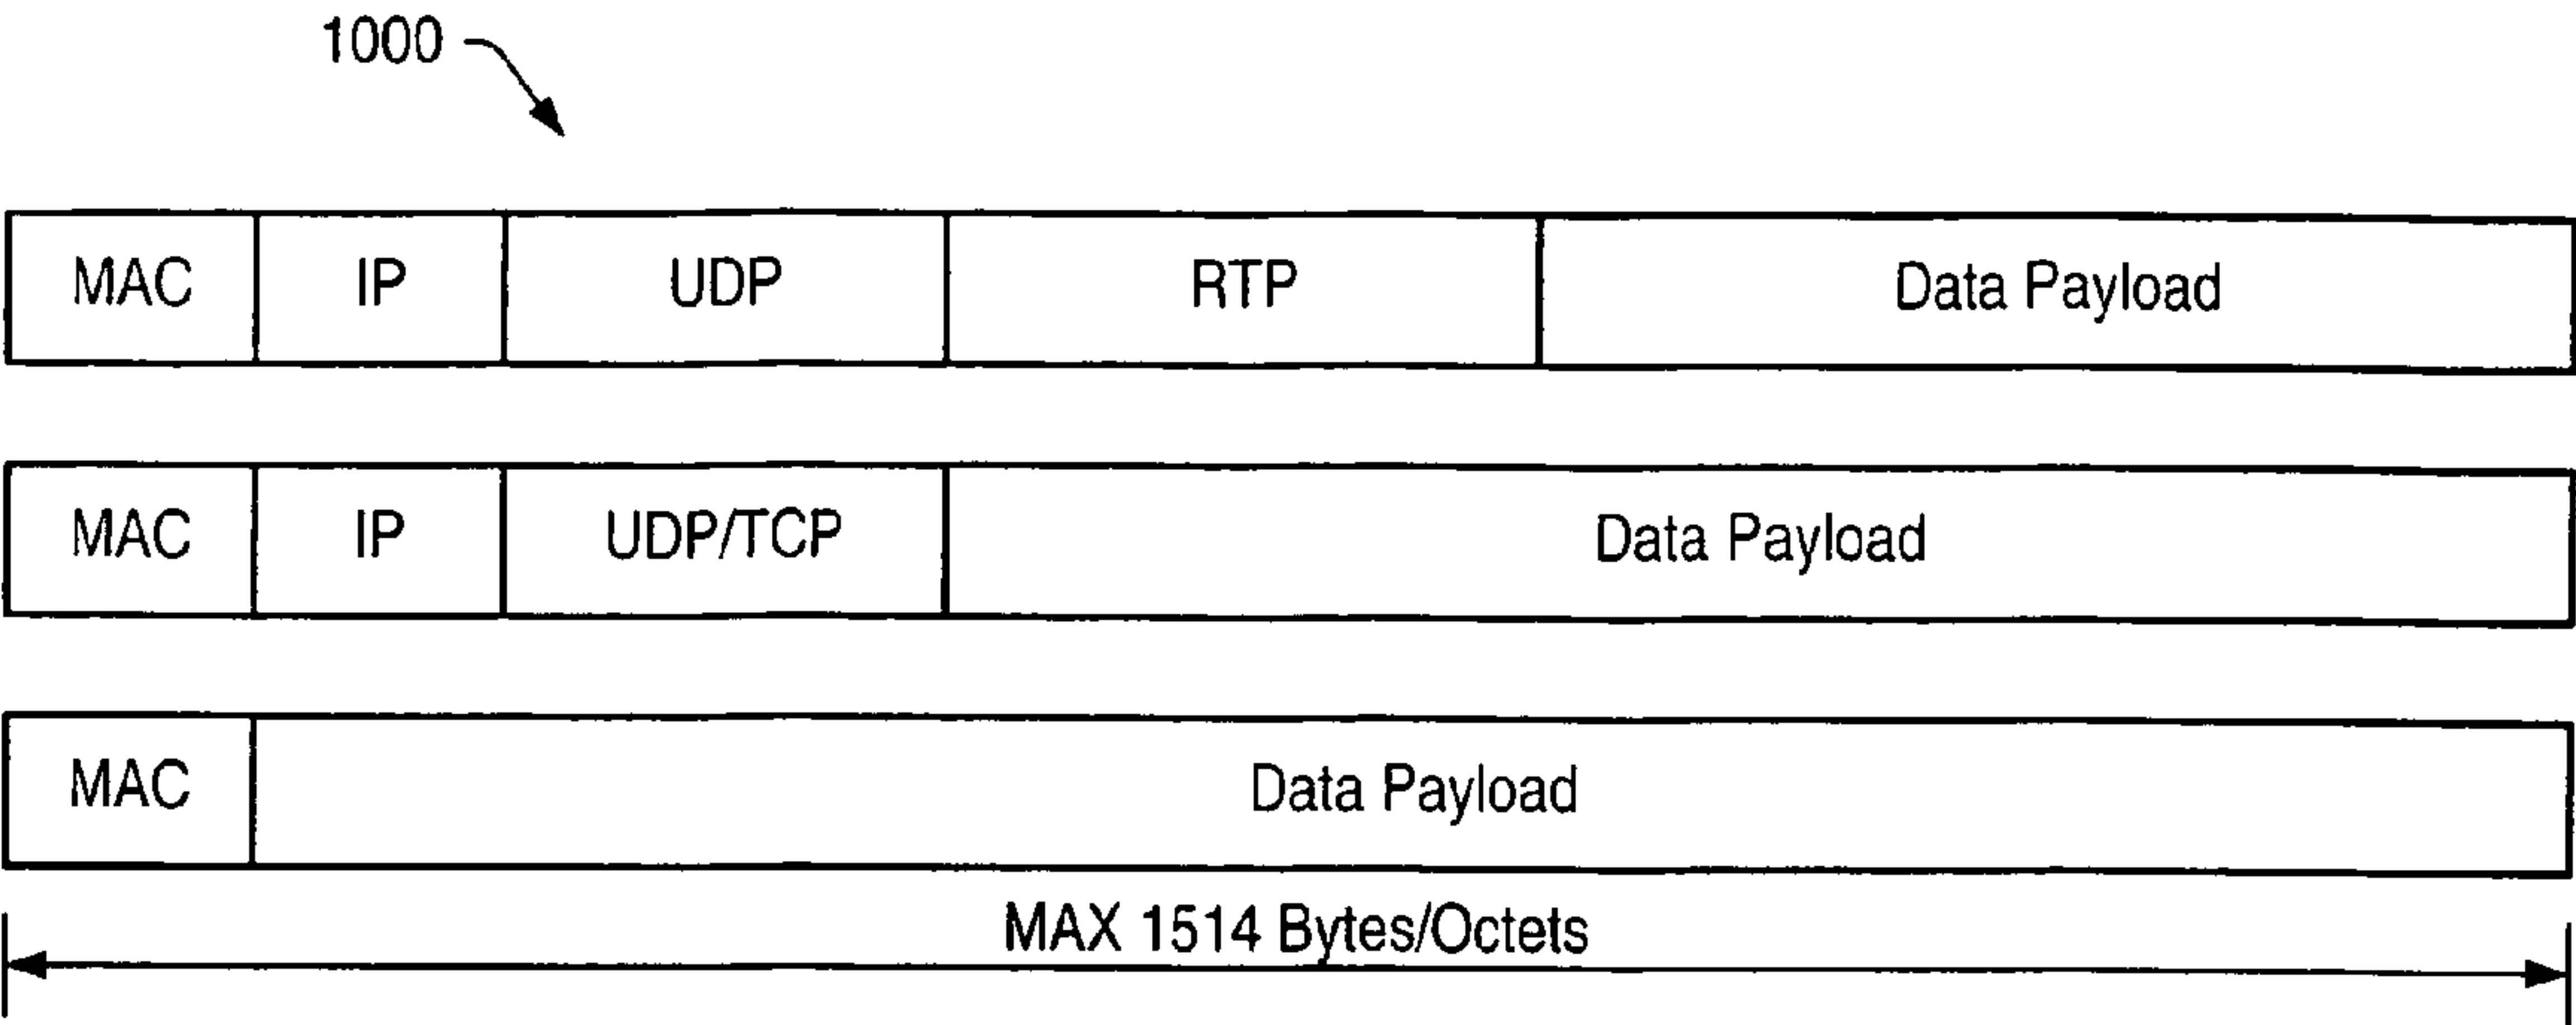 1000
MAC IP UDP RTP Data Payload
MAC IP UDP/TCP Data Payload
MAC Data Payload
MAX 1514 Bytes/Octets